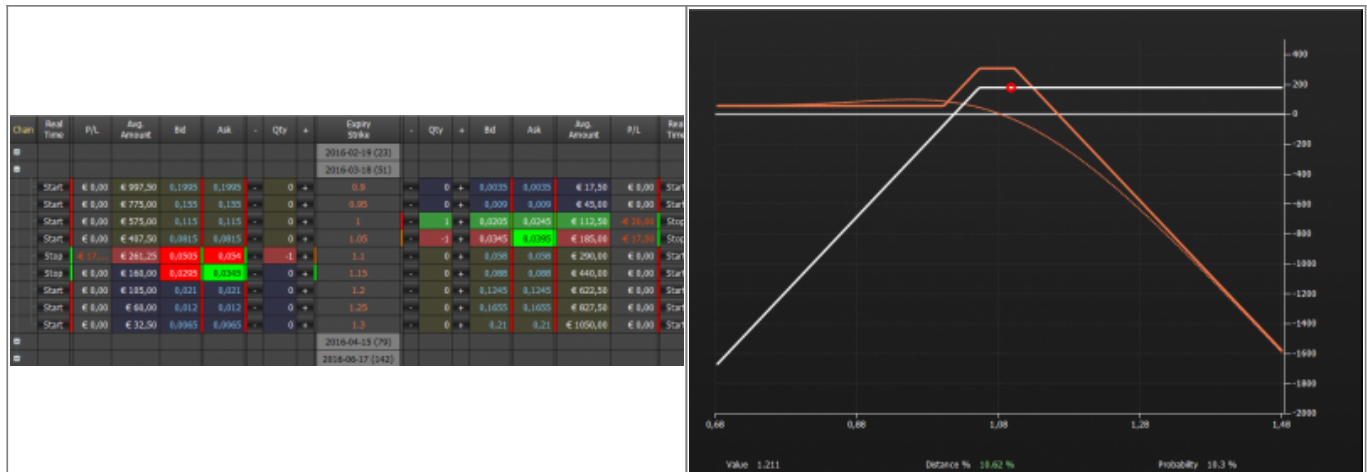 Chain Real Time P/L Avg. Amount Bid Ask - Qty + Expiry Strike - Qty + Bid Ask Avg. Amount P/L Real Time
2016-02-19 (23)
2016-03-18 (51)
Start € 0,00 € 997,50 0,1995 0,1995 - 0 + 0.9 - 0 + 0,0035 0,0035 € 17,50 € 0,00 Start
Start € 0,00 € 775,00 0,155 0,155 - 0 + 0.95 - 0 + 0,009 0,009 € 45,00 € 0,00 Start
Start € 0,00 € 575,00 0,115 0,115 - 0 + 1 - 1 + 0,0205 0,0245 € 112,50 -€ 20,00 Stop
Start € 0,00 € 407,50 0,0815 0,0815 - 0 + 1.05 - -1 + 0,0345 0,0395 € 185,00 -€ 17,50 Stop
Stop -€ 17,... € 261,25 0,0505 0,054 - -1 + 1.1 - 0 + 0,058 0,058 € 290,00 € 0,00 Start
Stop € 0,00 € 160,00 0,0295 0,0345 - 0 + 1.15 - 0 + 0,088 0,088 € 440,00 € 0,00 Start
Start € 0,00 € 105,00 0,021 0,021 - 0 + 1.2 - 0 + 0,1245 0,1245 € 622,50 € 0,00 Start
Start € 0,00 € 60,00 0,012 0,012 - 0 + 1.25 - 0 + 0,1655 0,1655 € 827,50 € 0,00 Start
Start € 0,00 € 32,50 0,0065 0,0065 - 0 + 1.3 - 0 + 0,21 0,21 € 1050,00 € 0,00 Start
2016-04-15 (79)
2016-06-17 (142)
400
200
0
-200
-400
-600
-800
-1000
-1200
-1400
-1600
-1800
-2000
0,68 0,88 1,08 1,28 1,48
Value 1.211 Distance % 10.62 % Probability 10.3 %